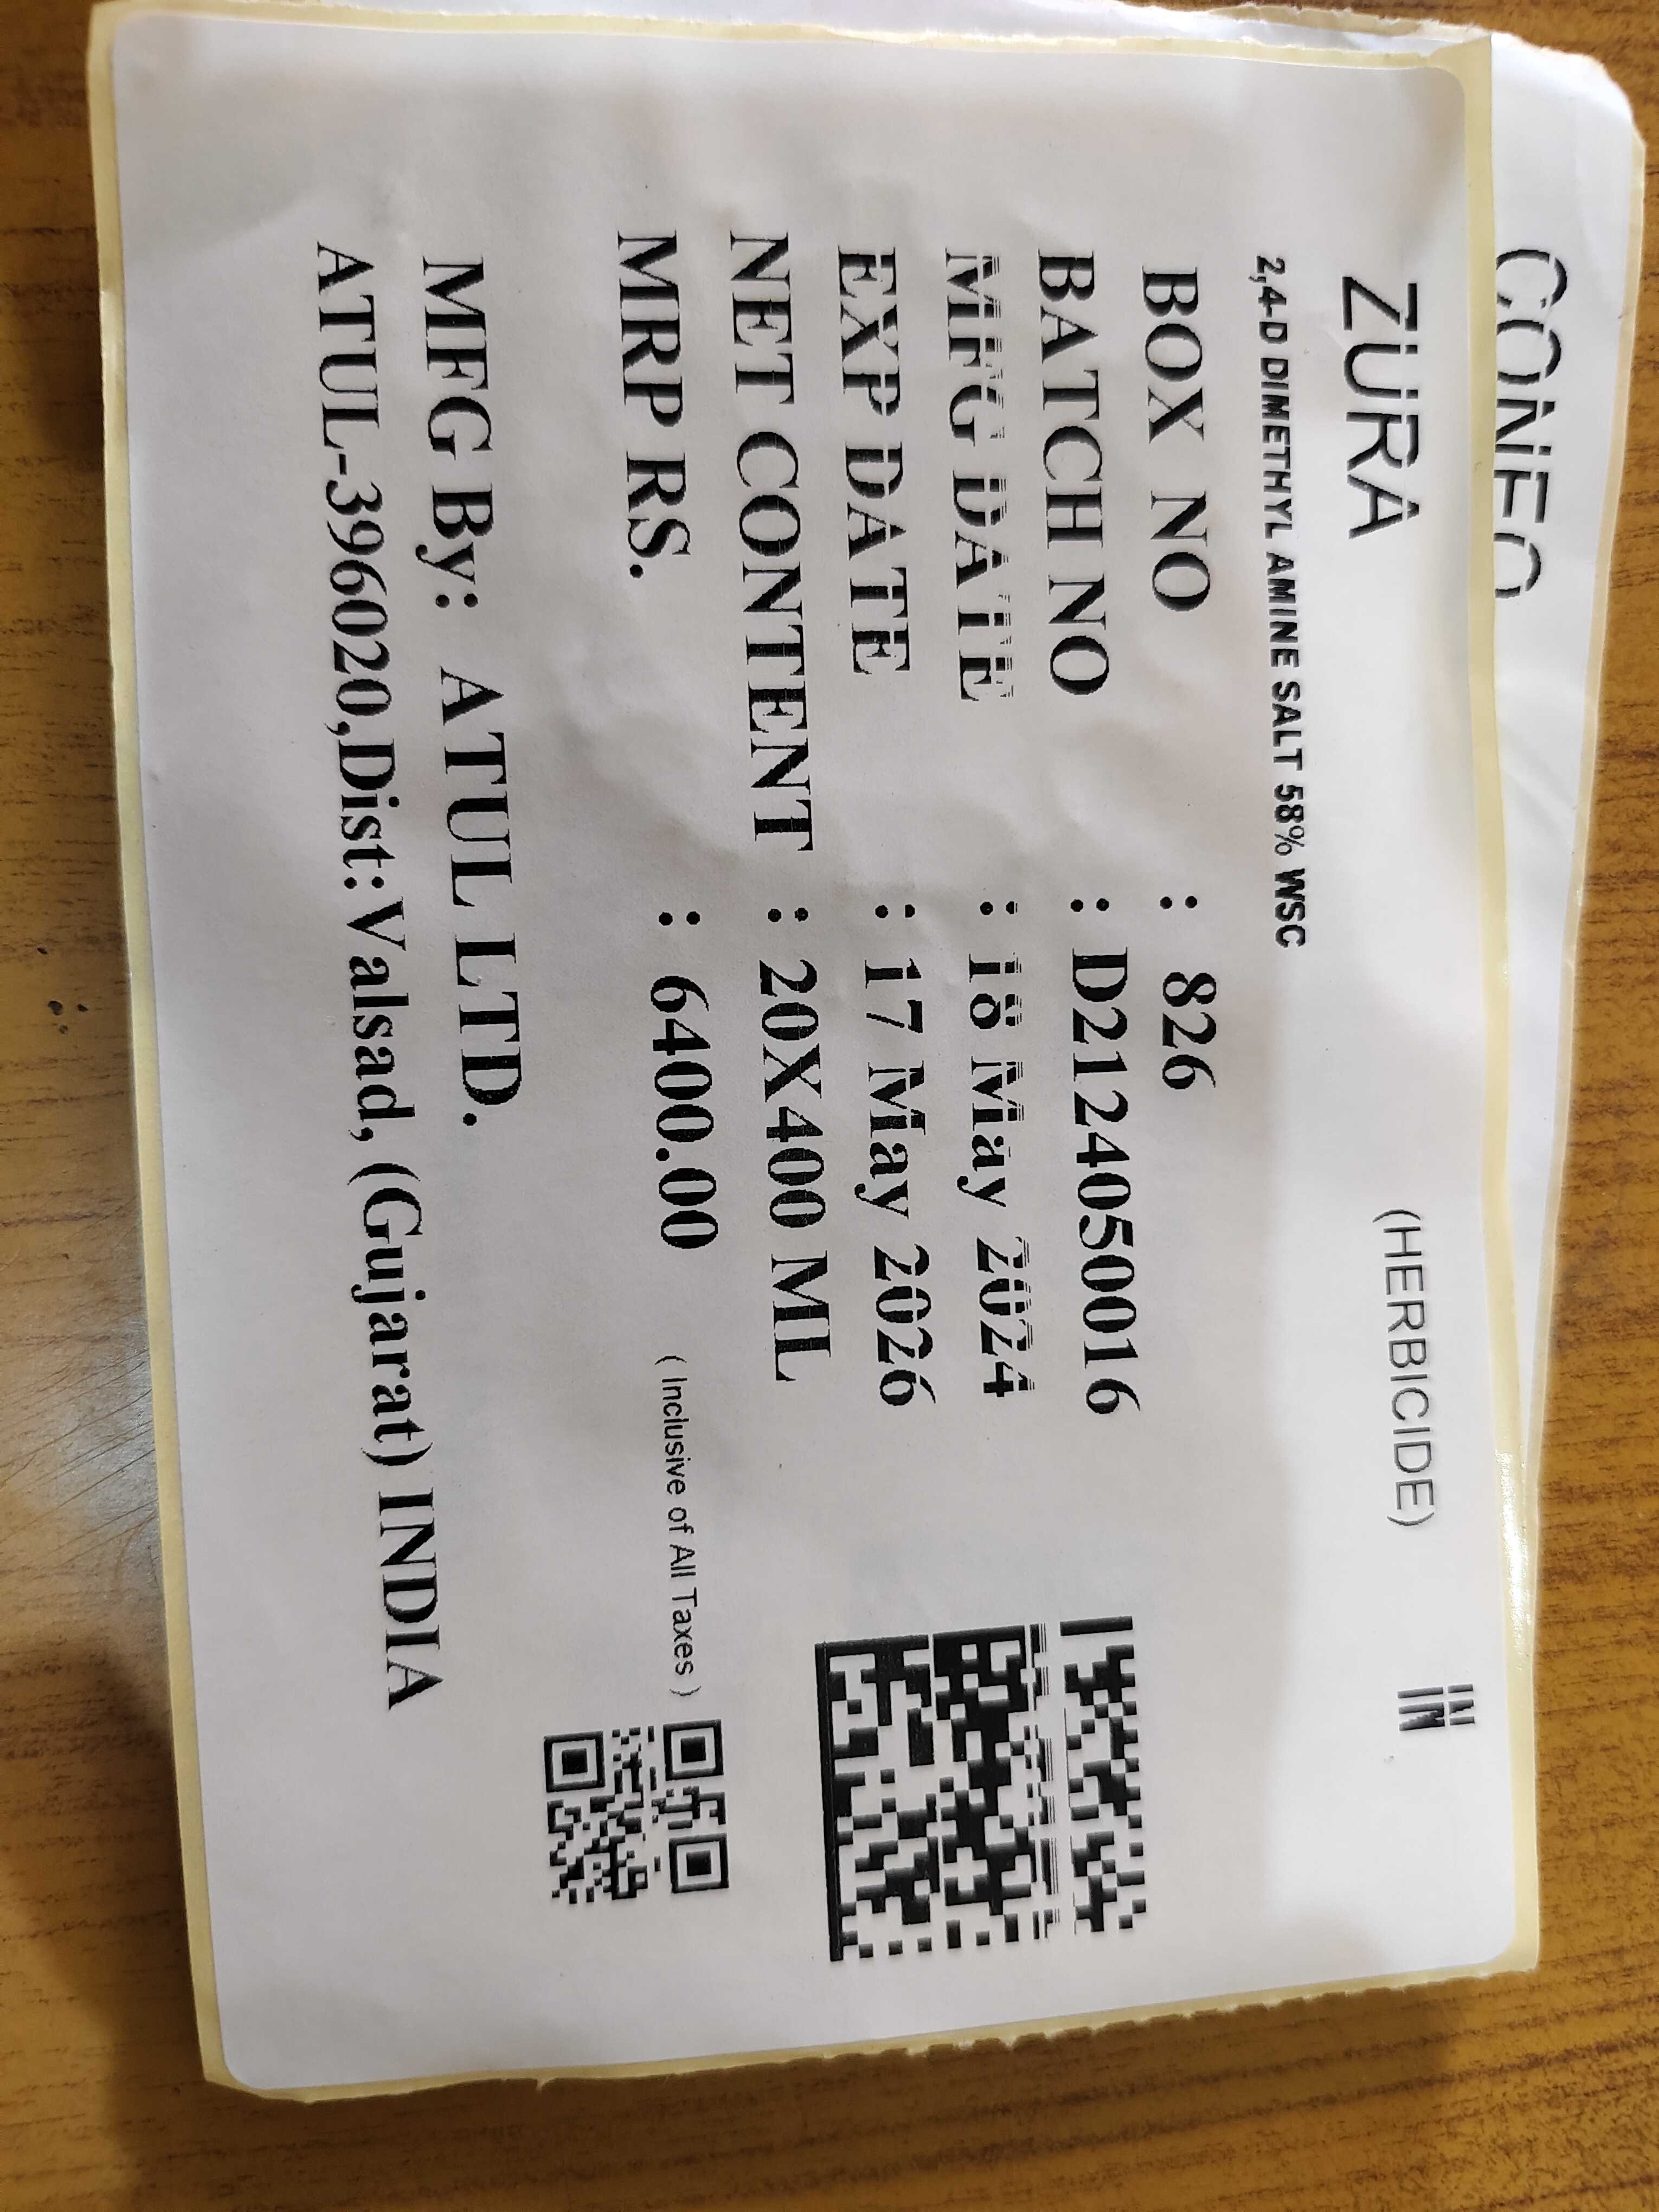 ZURA (HERBICIDE)
2,4-D DIMETHYL AMINE SALT 58% WSC
BOX NO : 826
BATCH NO : D212405016
MFG DATE : 18 May 2024
EXP DATE : 17 May 2026
NET CONTENT : 20X400 ML
MRP RS. : 6400.00 ( Inclusive of All Taxes )
MFG By: ATUL LTD.
ATUL-396020,Dist:Valsad, (Gujarat) INDIA